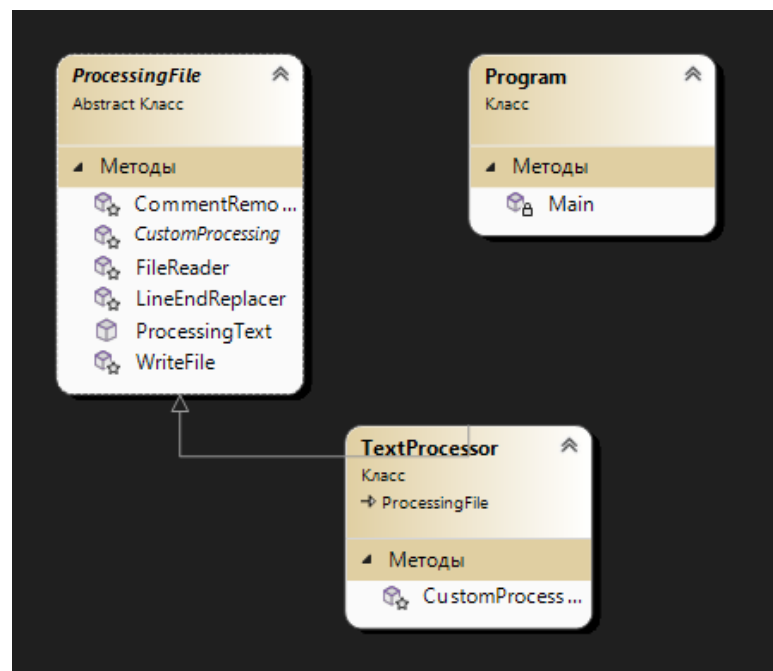 ProcessingFile
Abstract Класс
Методы
CommentRemo ...
CustomProcessing
FileReader
LineEndReplacer
ProcessingText
WriteFile
Program
Класс
Методы
Main
TextProcessor
Класс
ProcessingFile
Методы
CustomProcess ...